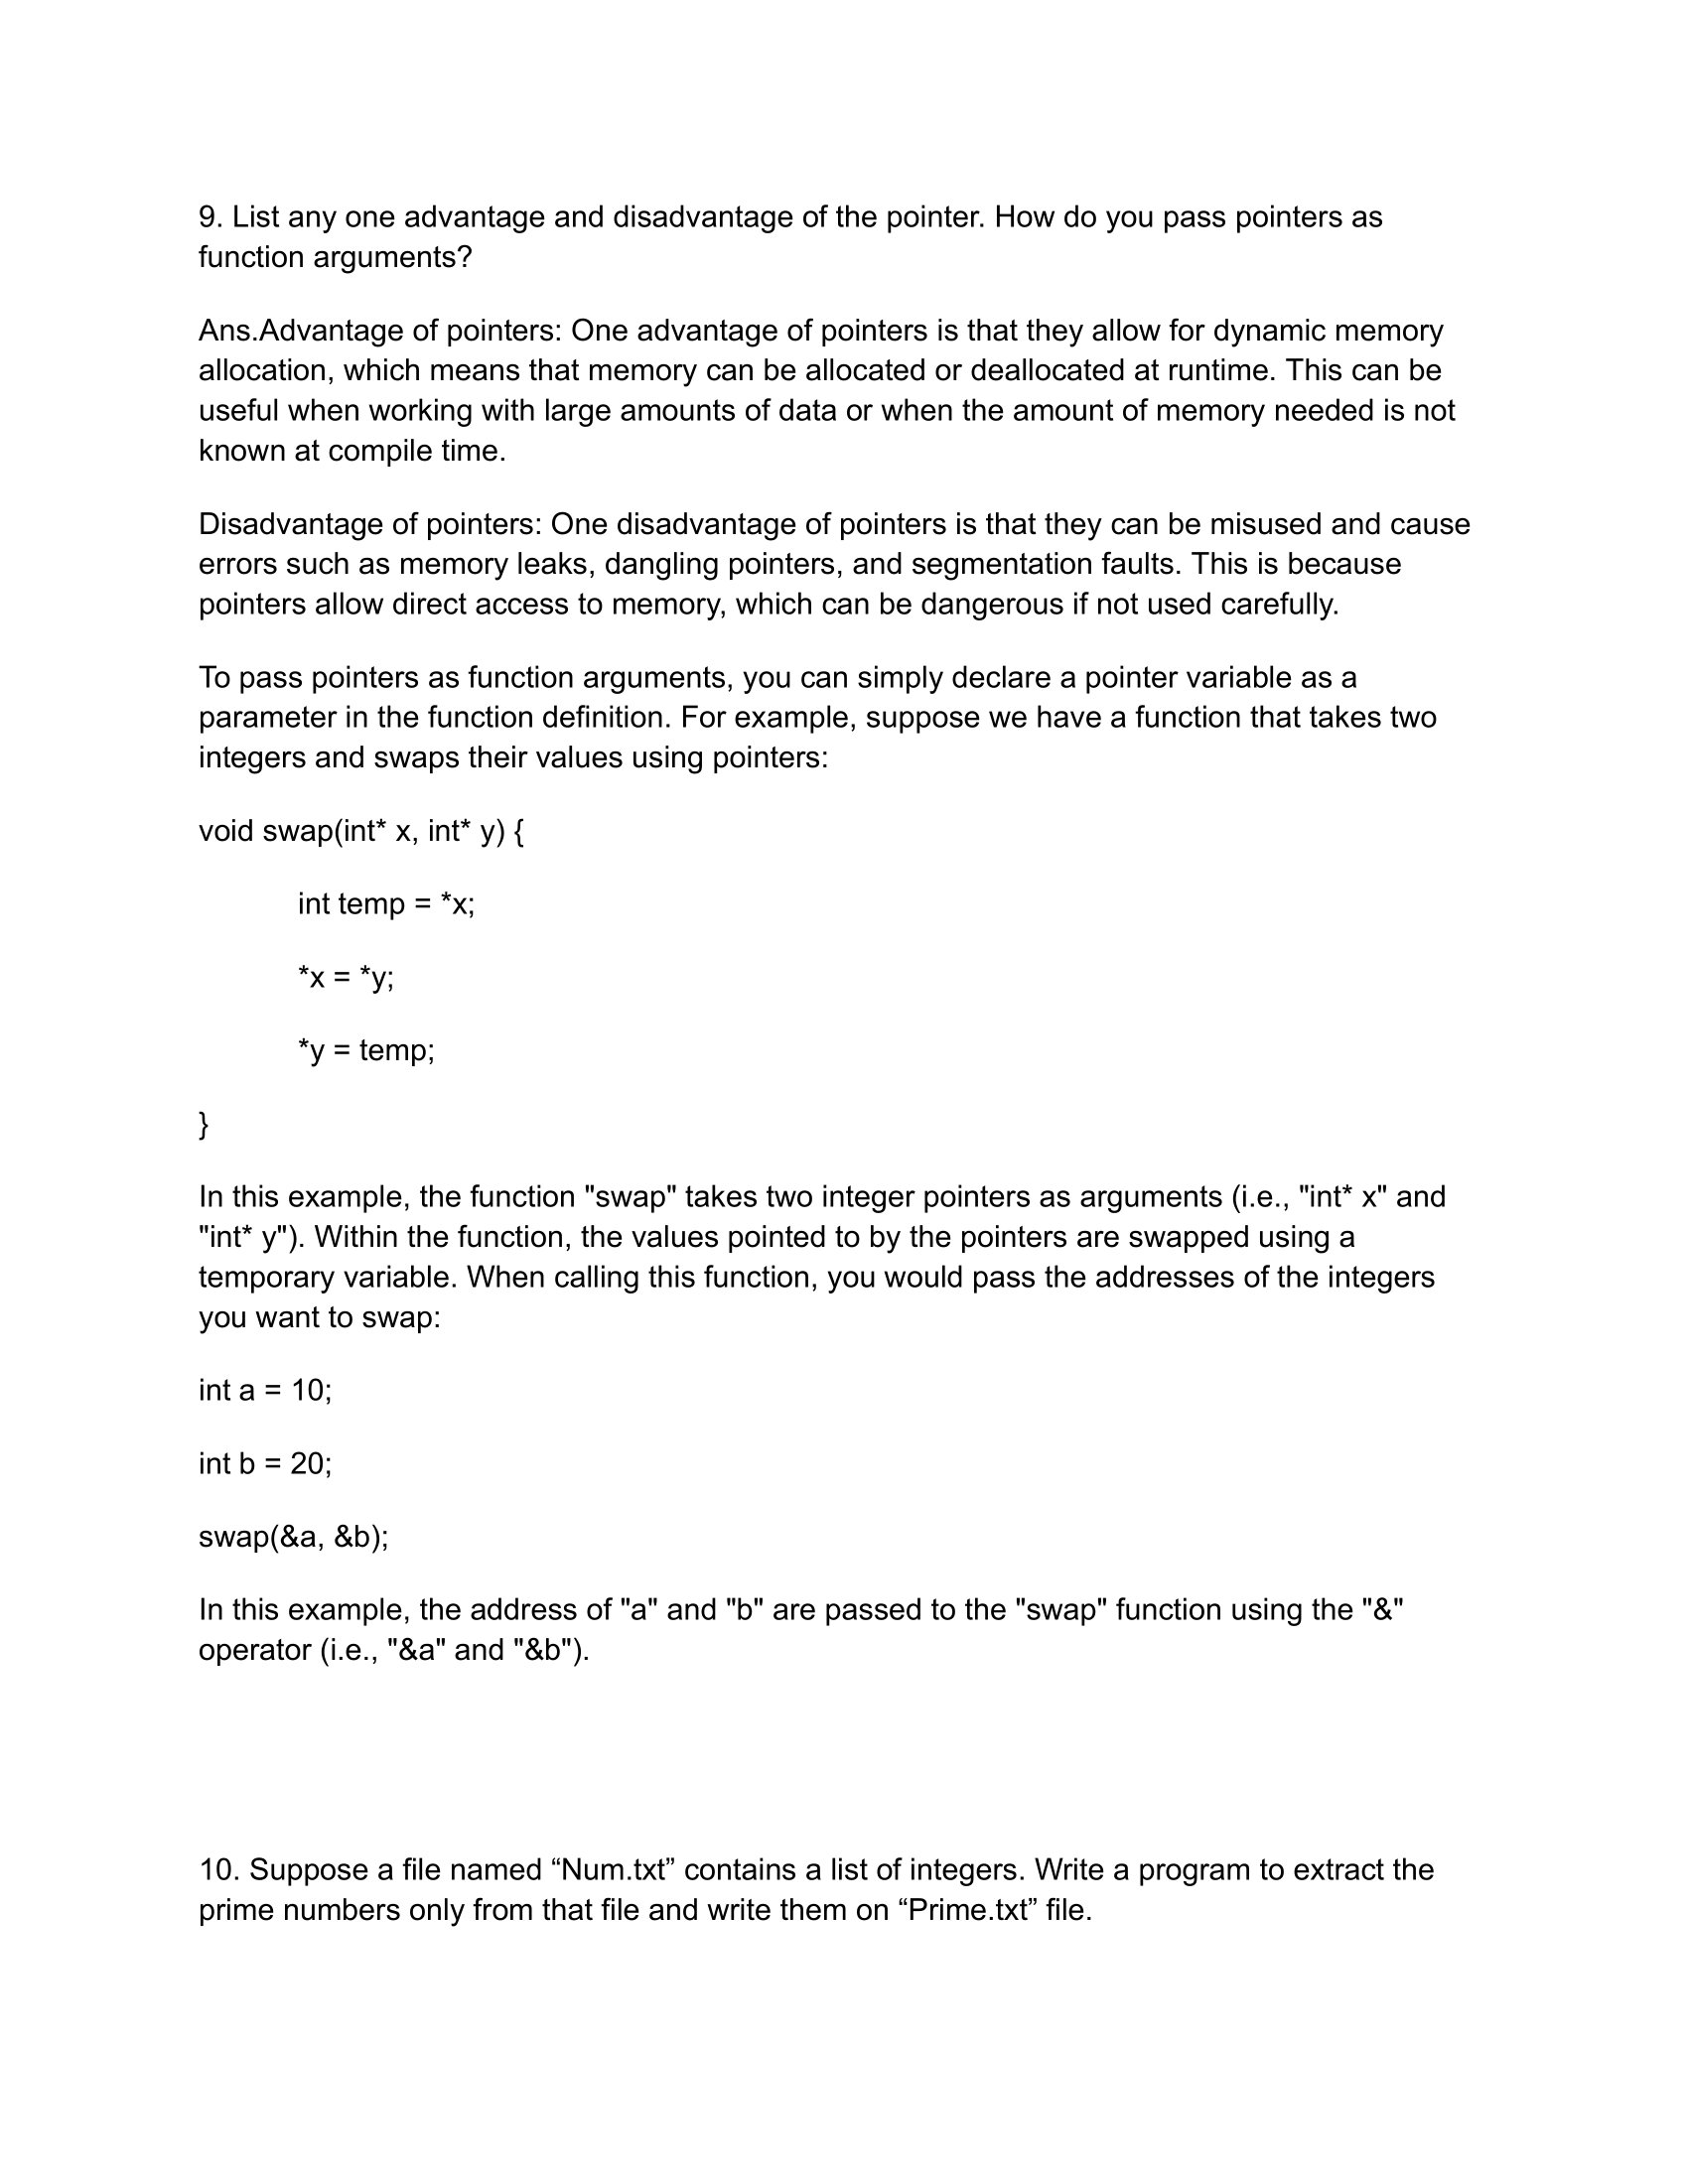 9. List any one advantage and disadvantage of the pointer. How do you pass pointers as
function arguments?
Ans.Advantage of pointers: One advantage of pointers is that they allow for dynamic memory
allocation, which means that memory can be allocated or deallocated at runtime. This can be
useful when working with large amounts of data or when the amount of memory needed is not
known at compile time.
Disadvantage of pointers: One disadvantage of pointers is that they can be misused and cause
errors such as memory leaks, dangling pointers, and segmentation faults. This is because
pointers allow direct access to memory, which can be dangerous if not used carefully.
To pass pointers as function arguments, you can simply declare a pointer variable as a
parameter in the function definition. For example, suppose we have a function that takes two
integers and swaps their values using pointers:
void swap(int* x, int* y) {
int temp = *x;
*x = *y;
*y = temp;
}
In this example, the function "swap" takes two integer pointers as arguments (i.e., "int* x" and
"int* y"). Within the function, the values pointed to by the pointers are swapped using a
temporary variable. When calling this function, you would pass the addresses of the integers
you want to swap:
int a = 10;
int b = 20;
swap(&a, &b);
In this example, the address of "a" and "b" are passed to the "swap" function using the "&"
operator (i.e., "&a" and "&b").
10. Suppose a file named “Num.txt” contains a list of integers. Write a program to extract the
prime numbers only from that file and write them on “Prime.txt” file.